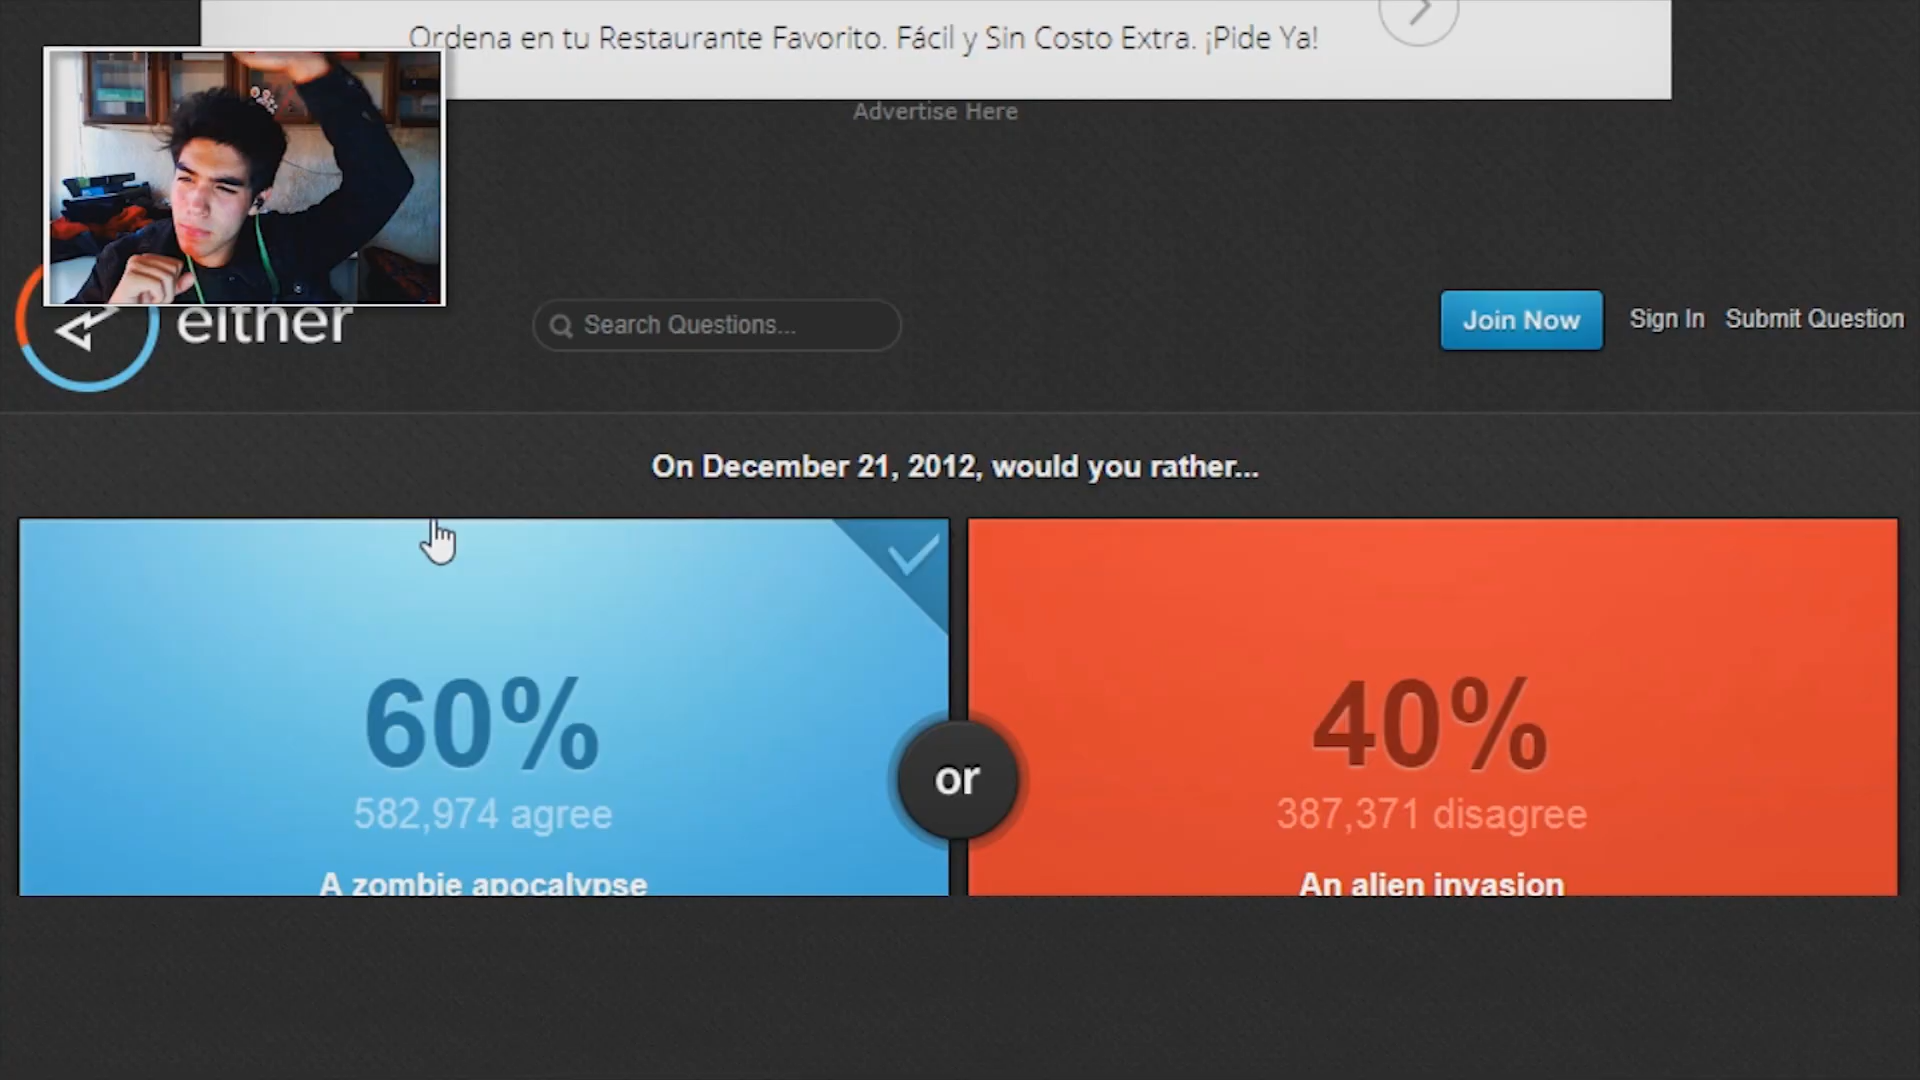 Ordena en tu Restaurante Favorito. Fácil y Sin Costo Extra. ¡Pide Ya!
Advertise Here
either
Search Questions...
Join Now
Sign In
Submit Question
On December 21, 2012, would you rather...
60%
582,974 agree
A zombie apocalypse
or
40%
387,371 disagree
An alien invasion